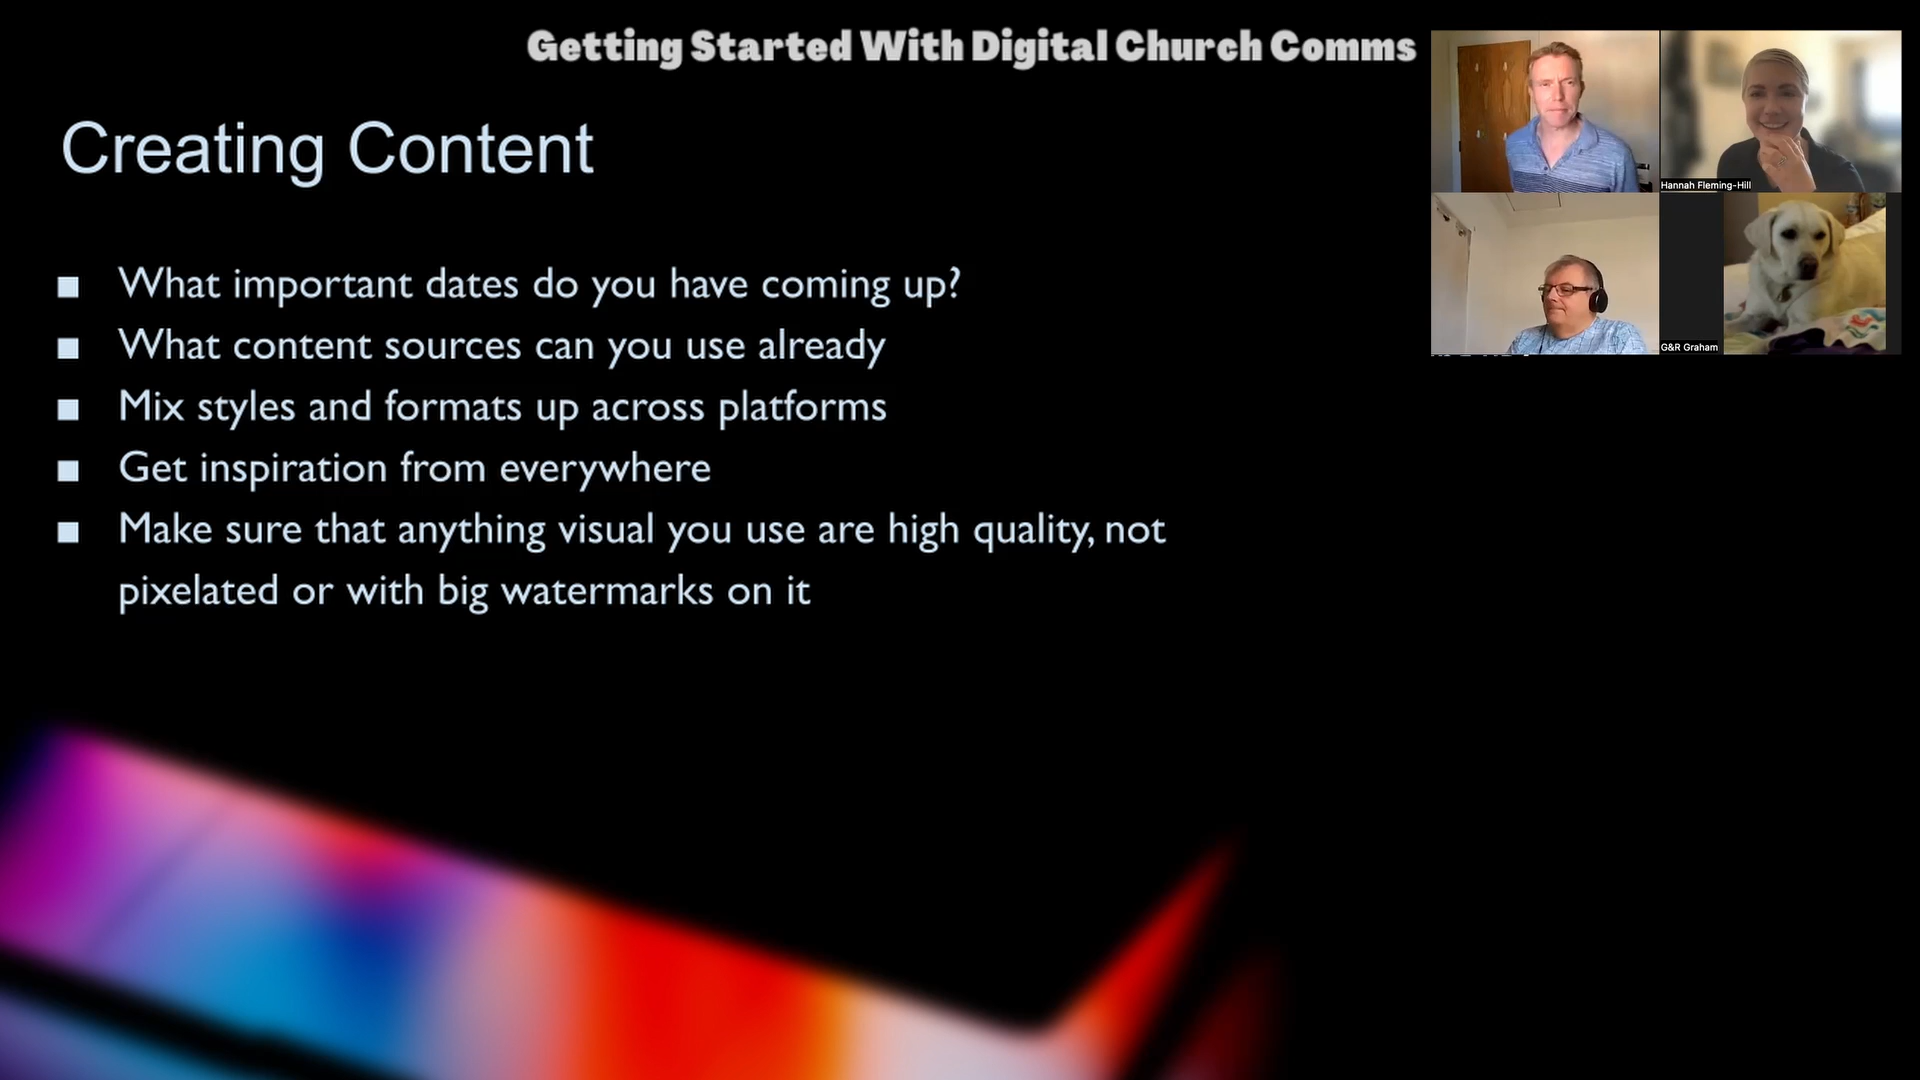 Getting Started With Digital Church Comms
Creating Content
What important dates do you have coming up?
What content sources can you use already
Mix styles and formats up across platforms
Get inspiration from everywhere
Make sure that anything visual you use are high quality, not
pixelated or with big watermarks on it
Hannah Fleming-Hill
G&R Graham